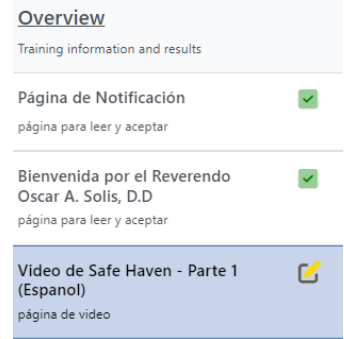 Overview
Training information and results
Página de Notificación
página para leer y aceptar
Bienvenida por el Reverendo
Oscar A. Solis, D.D
página para leer y aceptar
Video de Safe Haven - Parte 1
(Espanol)
página de video